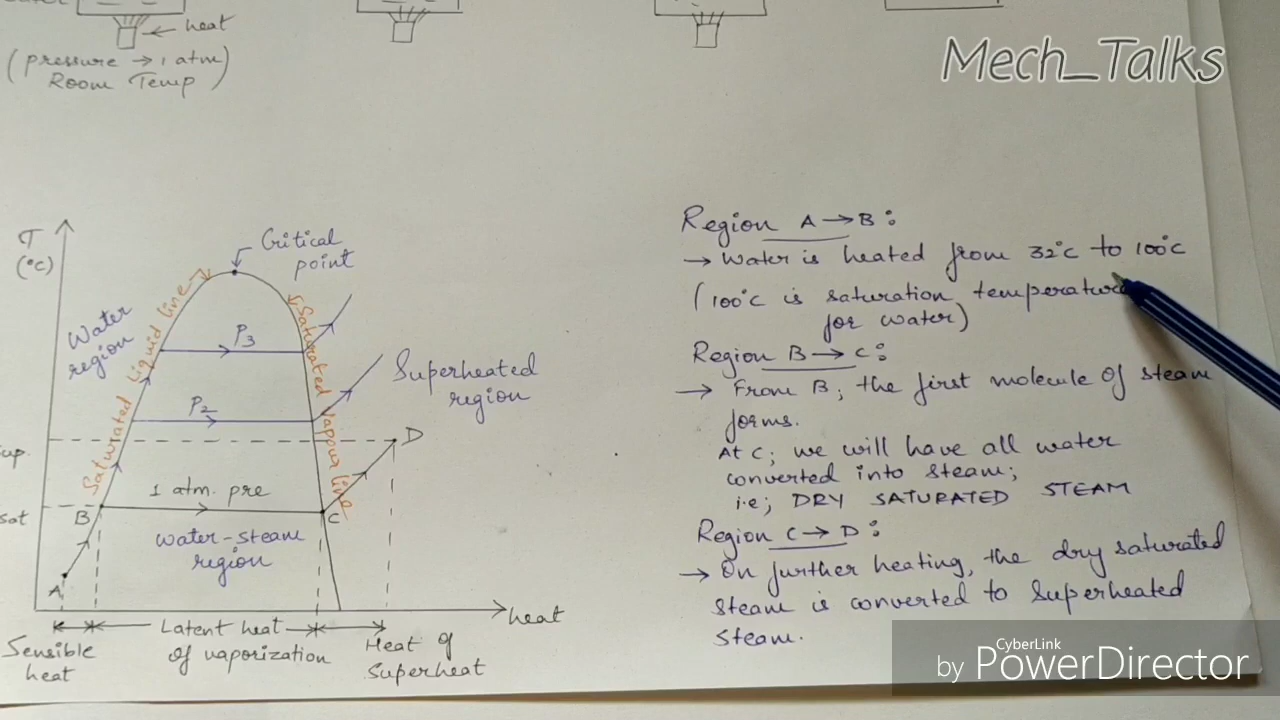 heat
(pressure → 1 atm)
Room Temp
Mech_Talks
T
(°C)
Critical
point
Water
region
Saturated Liquid line
Saturated Vapour line
P3
P2
Superheated
region
sup.
D
1 atm. pre
sat
B
C
water-steam
region
A
heat
Sensible
heat
Latent heat
of vaporization
Heat of
Superheat
Region A → B :
→ Water is heated from 32°C to 100°C
(100°C is saturation temperature
for water)
Region B → C :
→ From B; the first molecule of steam
forms.
At C; we will have all water
converted into steam;
i.e; DRY SATURATED STEAM
Region C → D :
→ On further heating, the dry saturated
steam is converted to Superheated
steam.
CyberLink
by PowerDirector